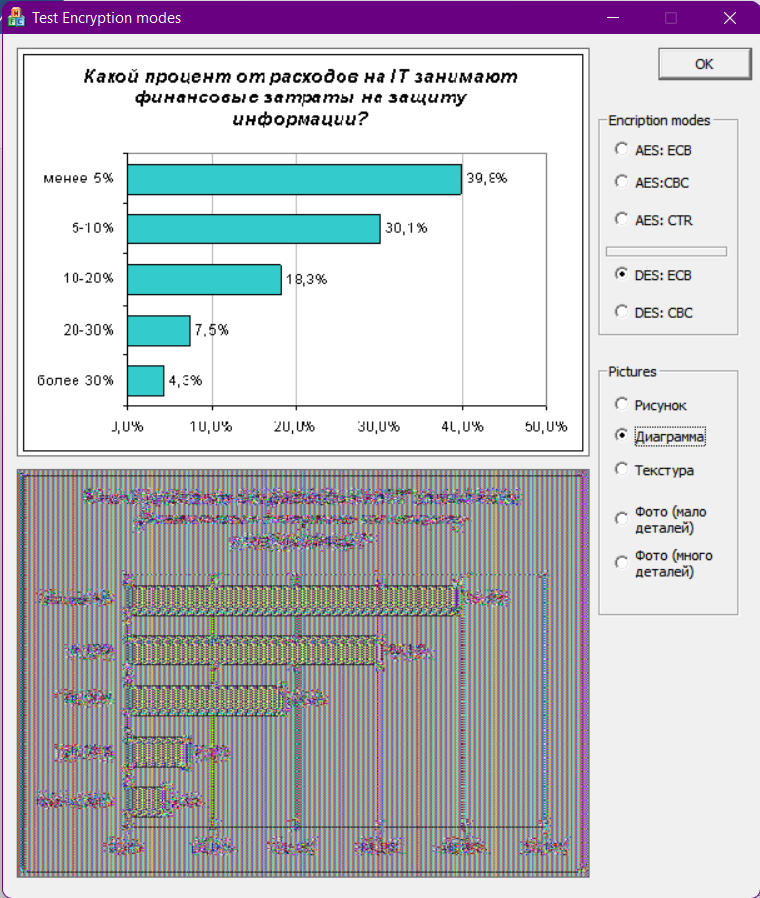 Test Encryption modes
Какой процент от расходов на IT занимают
финансовые затраты на защиту
информации?
менее 5%
39,8%
5-10%
30,1%
10-20%
18,3%
20-30%
7,5%
более 30%
4,3%
0,0%
10,0%
20,0%
30,0%
40,0%
50,0%
OK
Encription modes
AES: ECB
AES:CBC
AES: CTR
DES: ECB
DES: CBC
Pictures
Рисунок
Диаграмма
Текстура
Фото (мало
деталей)
Фото (много
деталей)